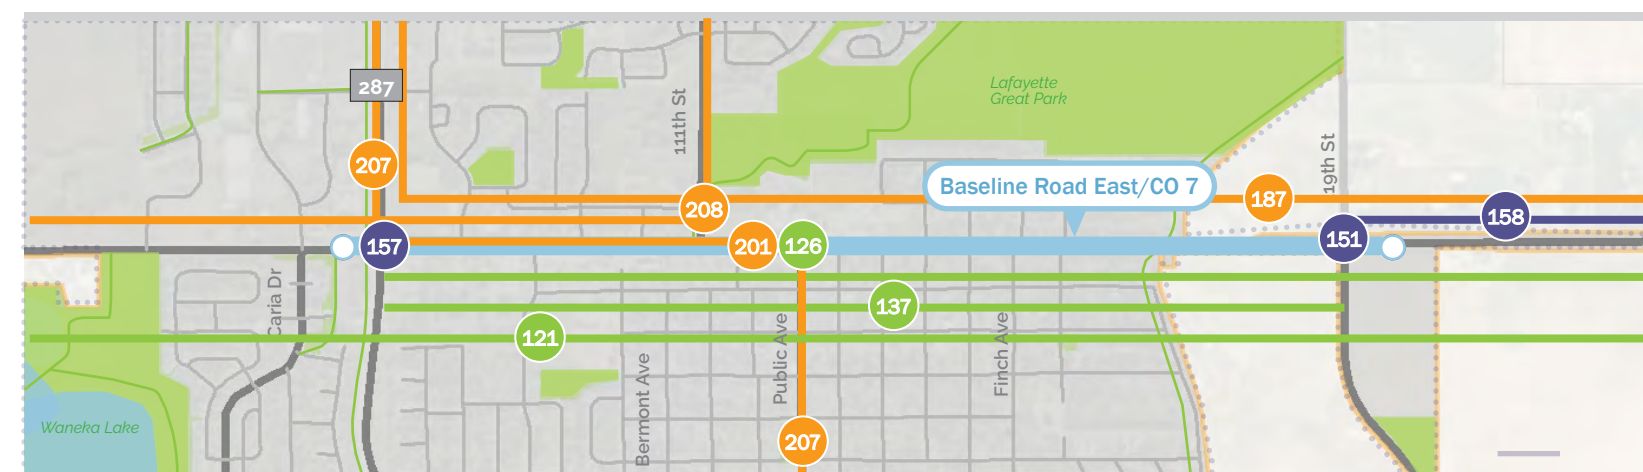 287
111th St
Lafayette
Great Park
19th St
207
Baseline Road East/CO 7
187
208
158
157
201
126
151
Caria Dr
137
121
Public Ave
Finch Ave
Bermont Ave
Waneka Lake
207